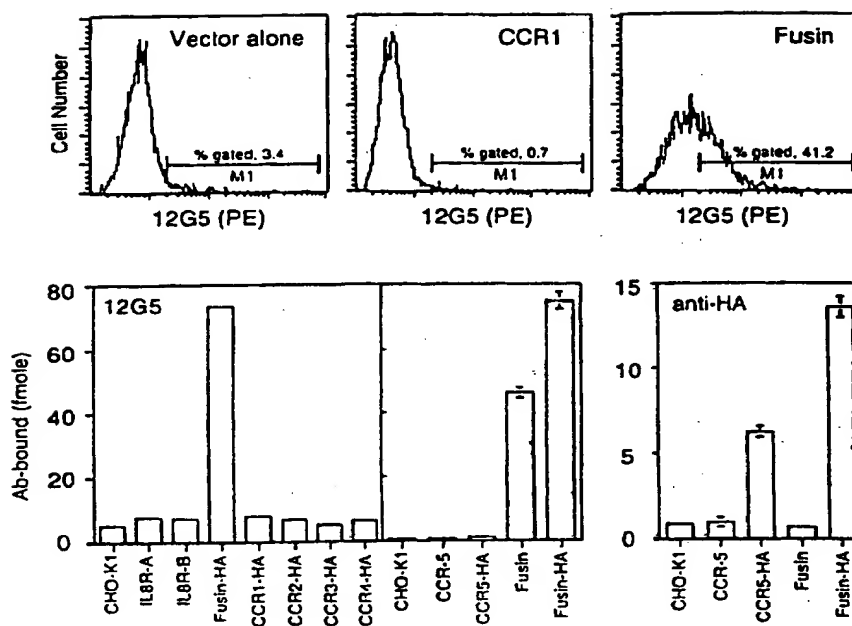 Vector alone
CCR1
Fusin
Cell Number
% gated, 3.4
M1
% gated, 0.7
M1
% gated, 41.2
M1
12G5 (PE)
12G5 (PE)
12G5 (PE)
80
60
40
20
0
Ab-bound (fmole)
12G5
CHO-K1
IL8R-A
IL8R-B
Fusin-HA
CCR1-HA
CCR2-HA
CCR3-HA
CCR4-HA
CHO-K1
CCR-5
CCR5-HA
Fusin
Fusin-HA
15
10
5
0
anti-HA
CHO-K1
CCR-5
CCR5-HA
Fusin
Fusin-HA